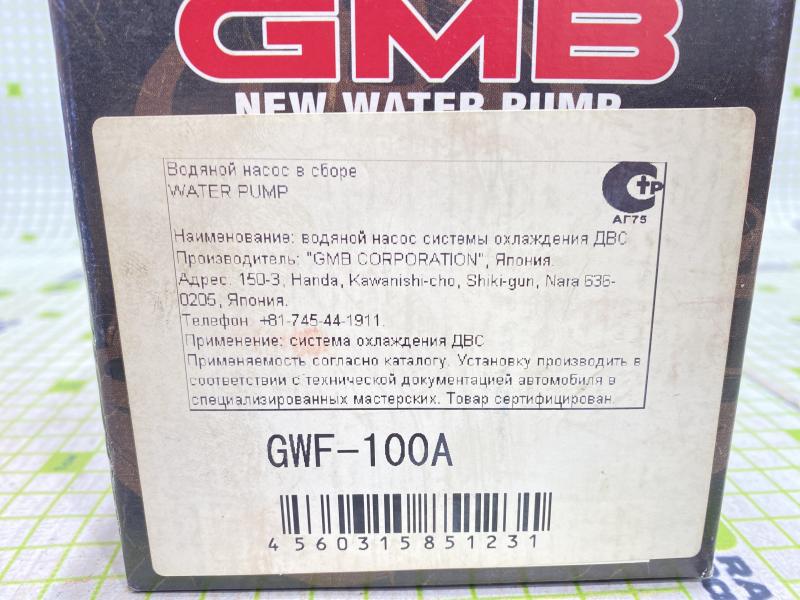 GMB
NEW WATER PUMP
Водяной насос в сборе
WATER PUMP
АГ75
Наименование: водяной насос системы охлаждения ДВС
Производитель: "GMB CORPORATION", Япония.
Адрес: 150-3, Handa, Kawanishi-cho, Shiki-gun, Nara 636-
0206, Япония.
Телефон: +81-745-44-1911.
Применение: система охлаждения ДВС
Применяемость согласно каталогу. Установку производить в
соответствии с технической документацией автомобиля в
специализированных мастерских. Товар сертифицирован.
GWF-100A
4560315851231